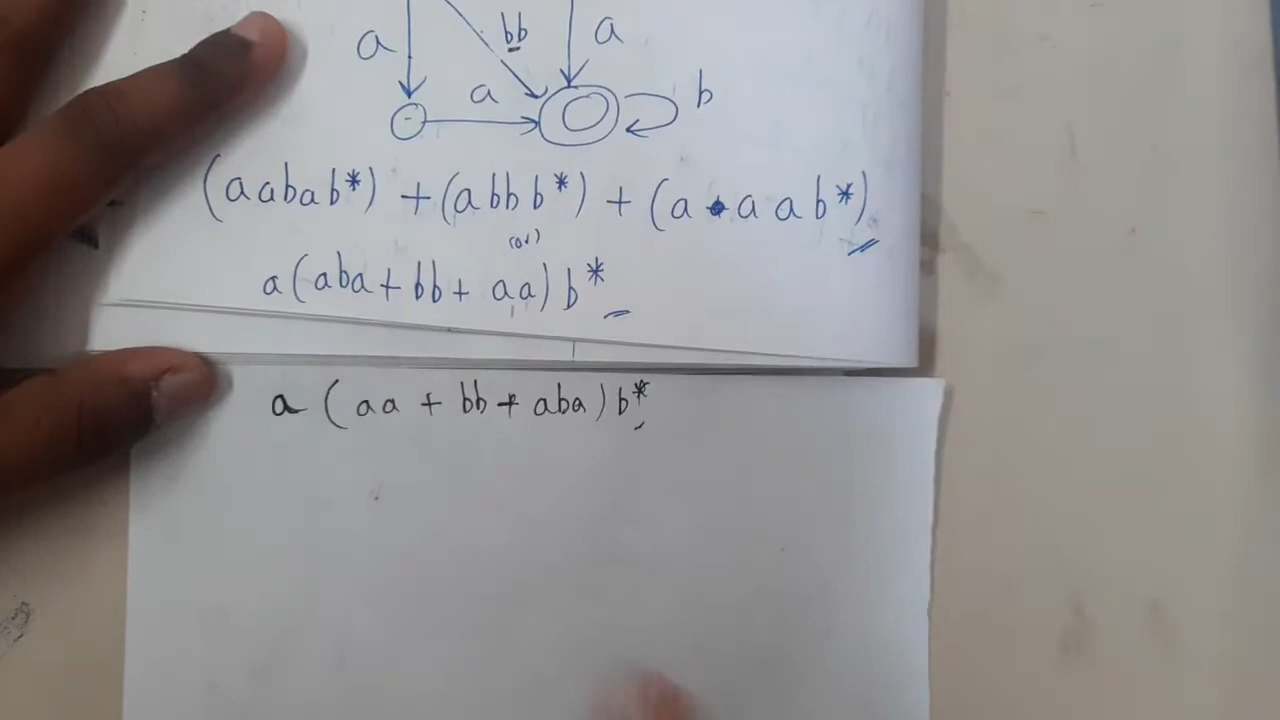 a bb a
a b
(aabab*) + (abbb*) + (a•aab*)
(or)
a(aba + bb + aa)b*
a (aa + bb + aba)b*